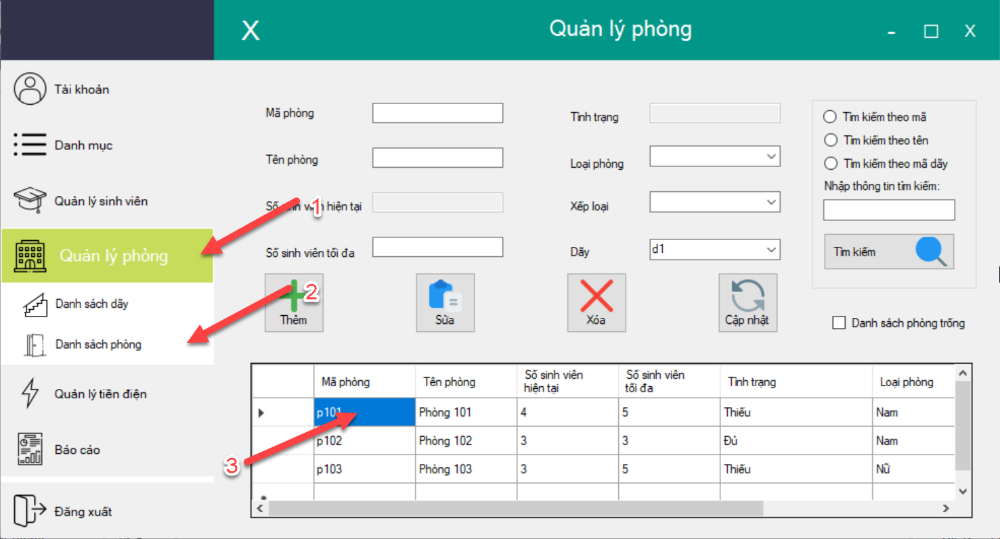 X
Quản lý phòng
- □ X
Tài khoản
Danh mục
Quản lý sinh viên
Quản lý phòng
Danh sách dãy
Danh sách phòng
Quản lý tiền điện
Báo cáo
Đăng xuất
Mã phòng
Tên phòng
Số sinh viên hiện tại
Số sinh viên tối đa
Tình trạng
Loại phòng
Xếp loại
Dãy
d1
Tìm kiếm theo mã
Tìm kiếm theo tên
Tìm kiếm theo mã dãy
Nhập thông tin tìm kiếm:
Tìm kiếm
1
2
3
Thêm
Sửa
Xóa
Cập nhật
Danh sách phòng trống
Mã phòng
Tên phòng
Số sinh viên
hiện tại
Số sinh viên
tối đa
Tình trạng
Loại phòng
p101 Phòng 101 4 5 Thiếu Nam
p102 Phòng 102 3 3 Đủ Nam
p103 Phòng 103 3 5 Thiếu Nữ